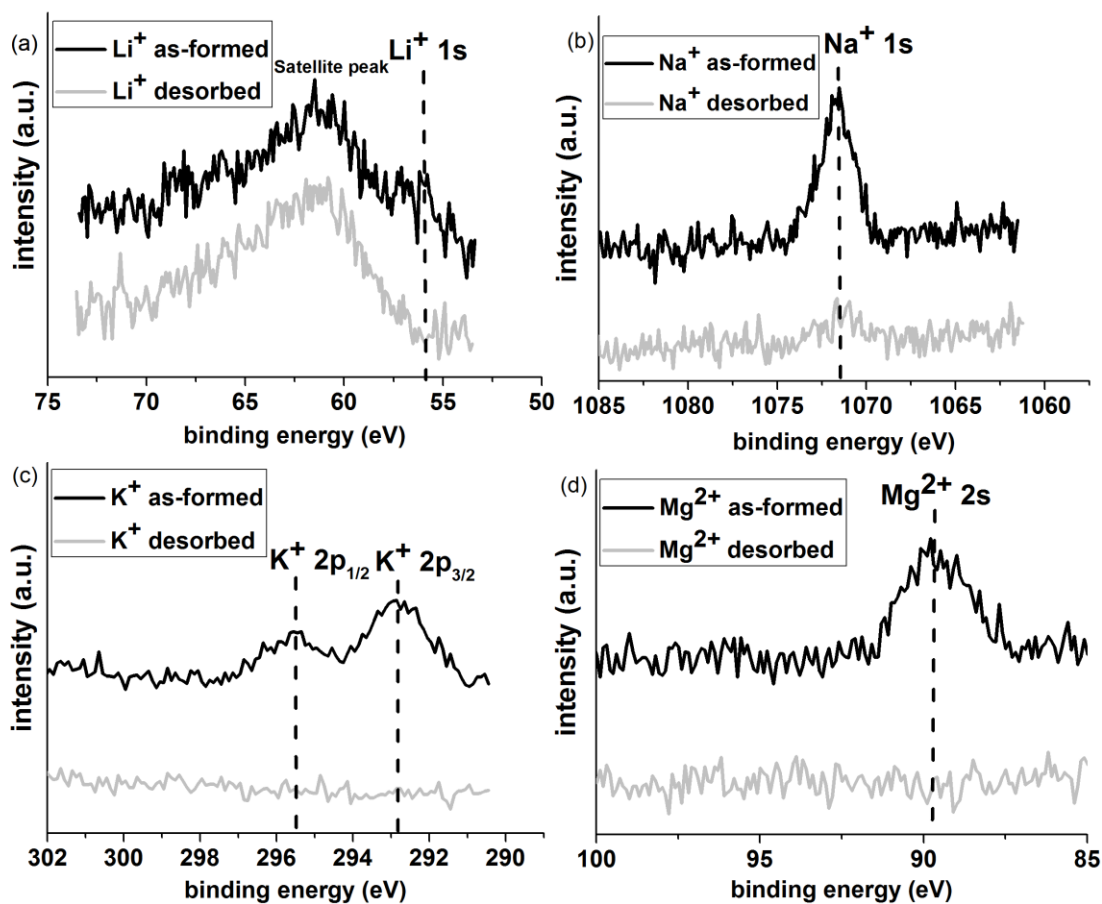 (a)
Li⁺ as-formed
Li⁺ desorbed
Satellite peak
Li⁺ 1s
intensity (a.u.)
75 70 65 60 55 50
binding energy (eV)
(b)
Na⁺ as-formed
Na⁺ desorbed
Na⁺ 1s
intensity (a.u.)
1085 1080 1075 1070 1065 1060
binding energy (eV)
(c)
K⁺ as-formed
K⁺ desorbed
K⁺ 2p₁/₂ K⁺ 2p₃/₂
intensity (a.u.)
302 300 298 296 294 292 290
binding energy (eV)
(d)
Mg²⁺ as-formed
Mg²⁺ desorbed
Mg²⁺ 2s
intensity (a.u.)
100 95 90 85
binding energy (eV)